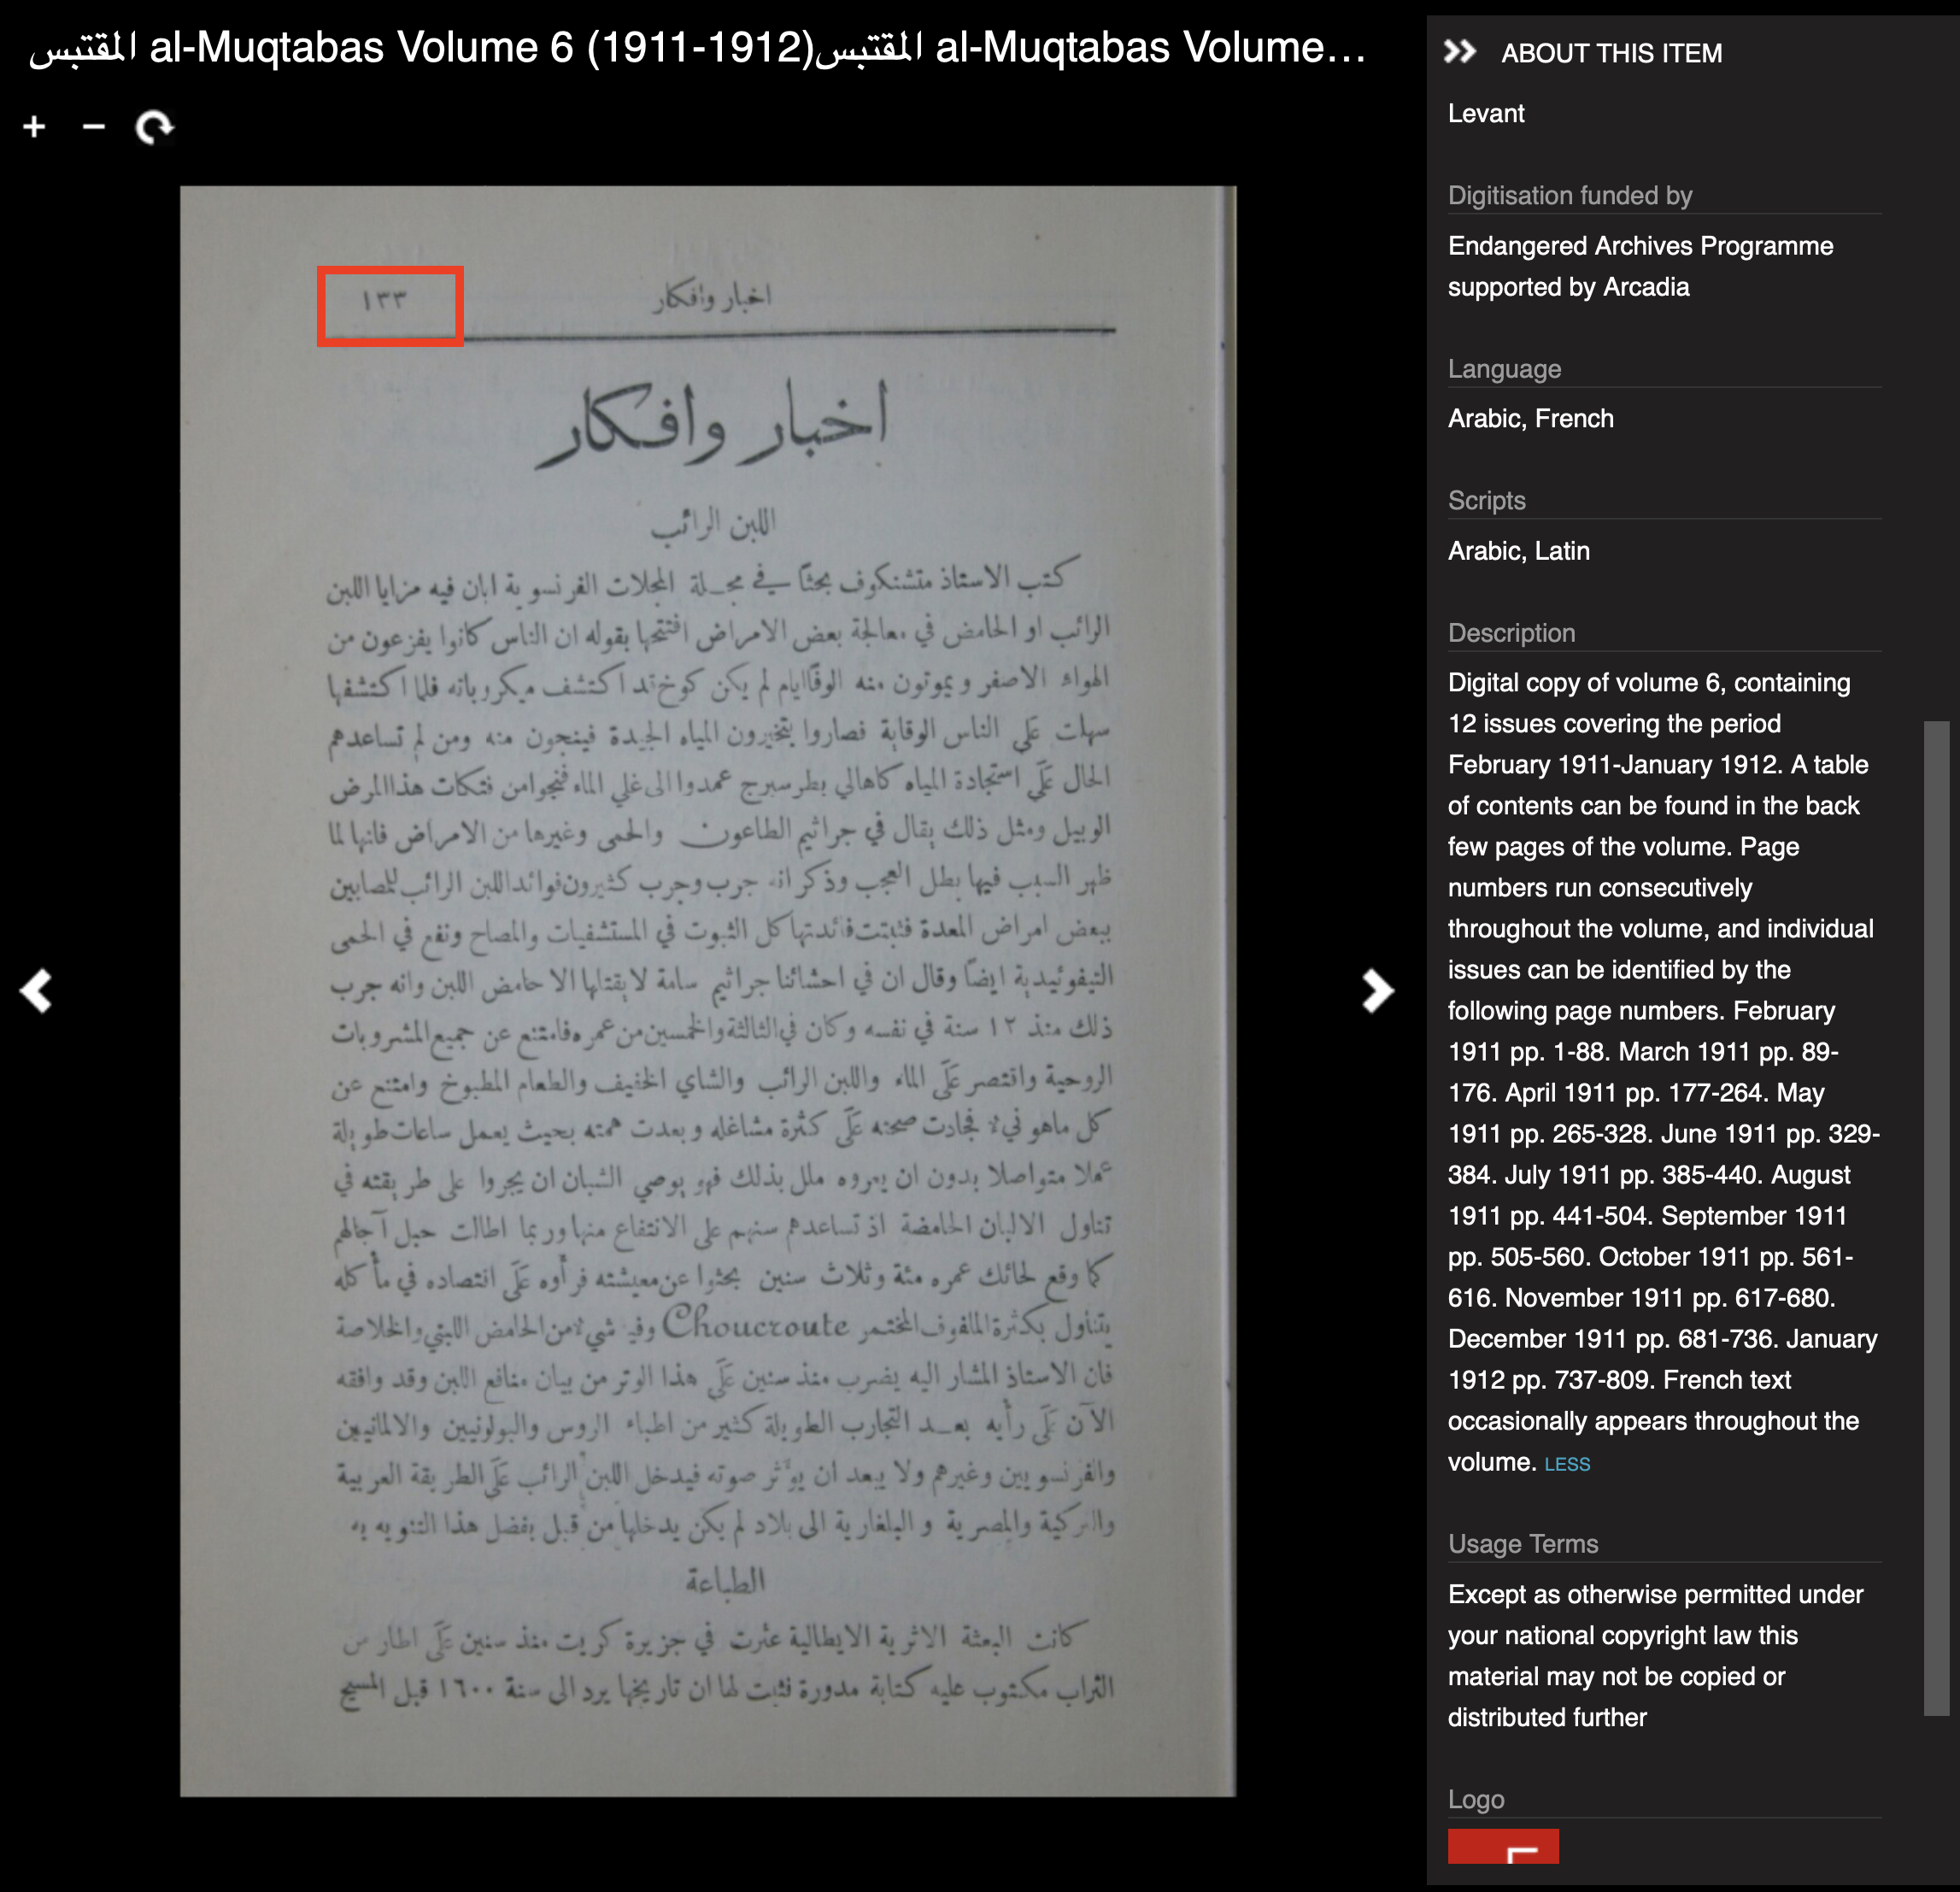 المقتبس al-Muqtabas Volume 6 (1911-1912)المقتبس al-Muqtabas Volume…
+ −
١٣٣
اخبار وافكار
اخبار وافكار
اللبن الرائب
كتب الاستاذ متشنكوف بحثاً في مجلة المجلات الفرنسوية ابان فيه مزايا اللبن
الرائب او الحامض في معالجة بعض الامراض افتتحها بقوله ان الناس كانوا يفزعون من
الهواء الاصفر ويموتون منه الوفاً ايام لم يكن كوخ قد اكتشف ميكروباته فلما اكتشفها
سهلت عَلَى الناس الوقاية فصاروا يتخيرون المياه الجيدة فينجون منه ومن لم تساعدهم
الحال عَلَى استجادة المياه كاهالي بطرسبرج عمدوا الى غلي الماء فنجوا من فتكات هذا المرض
الوبيل ومثل ذلك يقال في جراثيم الطاعون والحمى وغيرها من الامراض فانها لما
ظهر السبب فيها بطل العجب وذكر انه جرب وجرب كثيرون فوائد اللبن الرائب للمصابين
ببعض امراض المعدة فثبتت فائدتها كل الثبوت في المستشفيات والمصاح ونفع في الحمى
التيفوئيدية ايضاً وقال ان في احشائنا جراثيم سامة لا يقتلها الا حامض اللبن وانه جرب
ذلك منذ ١٢ سنة في نفسه وكان في الثالثة والخمسين من عمره فامتنع عن جميع المشروبات
الروحية واقتصر عَلَى الماء واللبن الرائب والشاي الخفيف والطعام المطبوخ وامتنع عن
كل ماهو نيء فجادت صحته عَلَى كثرة مشاغله وبعدت همته بحيث يعمل ساعات طويلة
عملا متواصلا بدون ان يعروه ملل بذلك فهو يوصي الشبان ان يجروا على طريقته في
تناول الالبان الحامضة اذ تساعدهم سنهم على الانتفاع منها وربما اطالت حبل آجالهم
كما وقع لحائك عمره مئة وثلاث سنين بحثوا عن معيشته فرأوه عَلَى اقتصاده في مأكله
يتناول بكثرة الملفوف المختمر Choucroute وفيه شيء من الحامض اللبني والخلاصة
فان الاستاذ المشار اليه يضرب منذ سنين عَلَى هذا الوتر من بيان منافع اللبن وقد وافقه
الآن عَلَى رأيه بعد التجارب الطويلة كثير من اطباء الروس والبولونيين والالمانيين
والفرنسويين وغيرهم ولا يبعد ان يؤثر صوته فيدخل اللبن الرائب عَلَى الطريقة العربية
والتركية والمصرية و البلغارية الى بلاد لم يكن يدخلها من قبل بفضل هذا التنويه به
الطباعة
كانت البعثة الاثرية الايطالية عثرت في جزيرة كريت منذ سنين عَلَى اطار من
التراب مكتوب عليه كتابة مدورة فثبت لها ان تاريخها يرد الى سنة ١٦٠٠ قبل المسيح
ABOUT THIS ITEM
Levant
Digitisation funded by
Endangered Archives Programme
supported by Arcadia
Language
Arabic, French
Scripts
Arabic, Latin
Description
Digital copy of volume 6, containing
12 issues covering the period
February 1911-January 1912. A table
of contents can be found in the back
few pages of the volume. Page
numbers run consecutively
throughout the volume, and individual
issues can be identified by the
following page numbers. February
1911 pp. 1-88. March 1911 pp. 89-
176. April 1911 pp. 177-264. May
1911 pp. 265-328. June 1911 pp. 329-
384. July 1911 pp. 385-440. August
1911 pp. 441-504. September 1911
pp. 505-560. October 1911 pp. 561-
616. November 1911 pp. 617-680.
December 1911 pp. 681-736. January
1912 pp. 737-809. French text
occasionally appears throughout the
volume. LESS
Usage Terms
Except as otherwise permitted under
your national copyright law this
material may not be copied or
distributed further
Logo